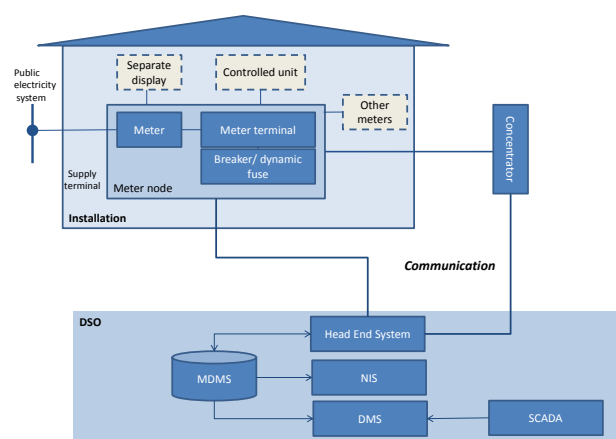 Public
electricity
system
Separate
display
Controlled unit
Other
meters
Meter
Meter terminal
Breaker/ dynamic
fuse
Supply
terminal
Meter node
Installation
Concentrator
Communication
DSO
Head End System
MDMS
NIS
DMS
SCADA